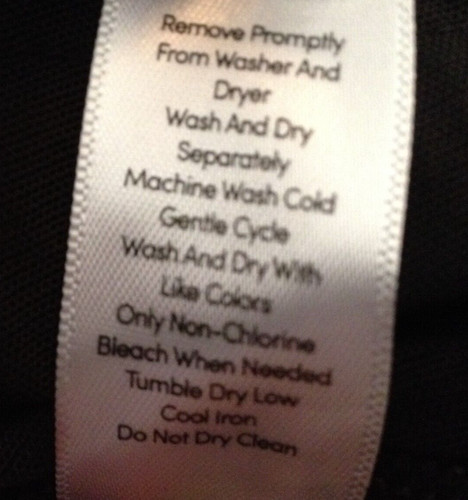 Remove Promptly
From Washer And
Dryer
Wash And Dry
Separately
Machine Wash Cold
Gentle Cycle
Wash And Dry With
Like Colors
Only Non-Chlorine
Bleach When Needed
Tumble Dry Low
Cool Iron
Do Not Dry Clean